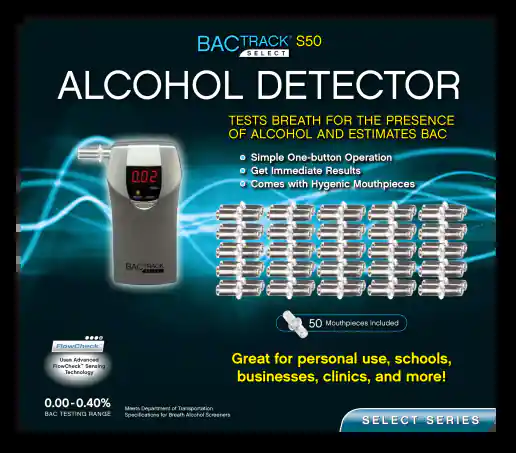 BACTRACK® S50
SELECT
ALCOHOL DETECTOR
TESTS BREATH FOR THE PRESENCE
OF ALCOHOL AND ESTIMATES BAC
Simple One-button Operation
Get Immediate Results
Comes with Hygenic Mouthpieces
0.02
BACTRACK
SELECT
50 Mouthpieces Included
FlowCheck
Uses Advanced
FlowCheck™ Sensing
Technology
Great for personal use, schools,
businesses, clinics, and more!
0.00-0.40%
BAC TESTING RANGE
Meets Department of Transportation
Specifications for Breath Alcohol Screeners
SELECT SERIES